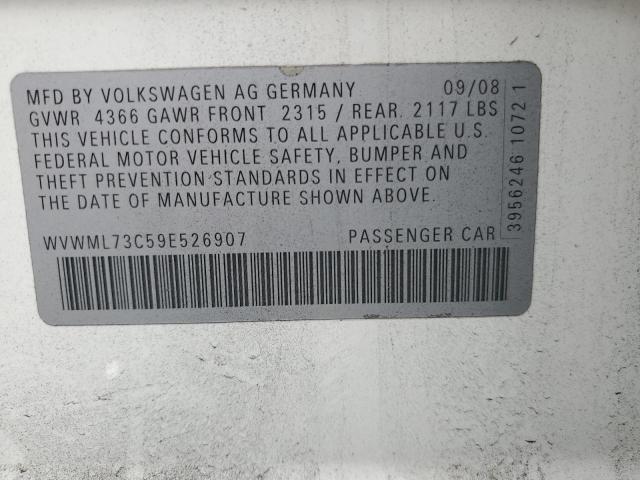 MFD BY VOLKSWAGEN AG GERMANY 09/08
GVWR 4366 GAWR FRONT 2315 / REAR. 2117 LBS
THIS VEHICLE CONFORMS TO ALL APPLICABLE U.S.
FEDERAL MOTOR VEHICLE SAFETY, BUMPER AND
THEFT PREVENTION STANDARDS IN EFFECT ON
THE DATE OF MANUFACTURE SHOWN ABOVE.
WVWML73C59E526907 PASSENGER CAR
3956246 1072 1